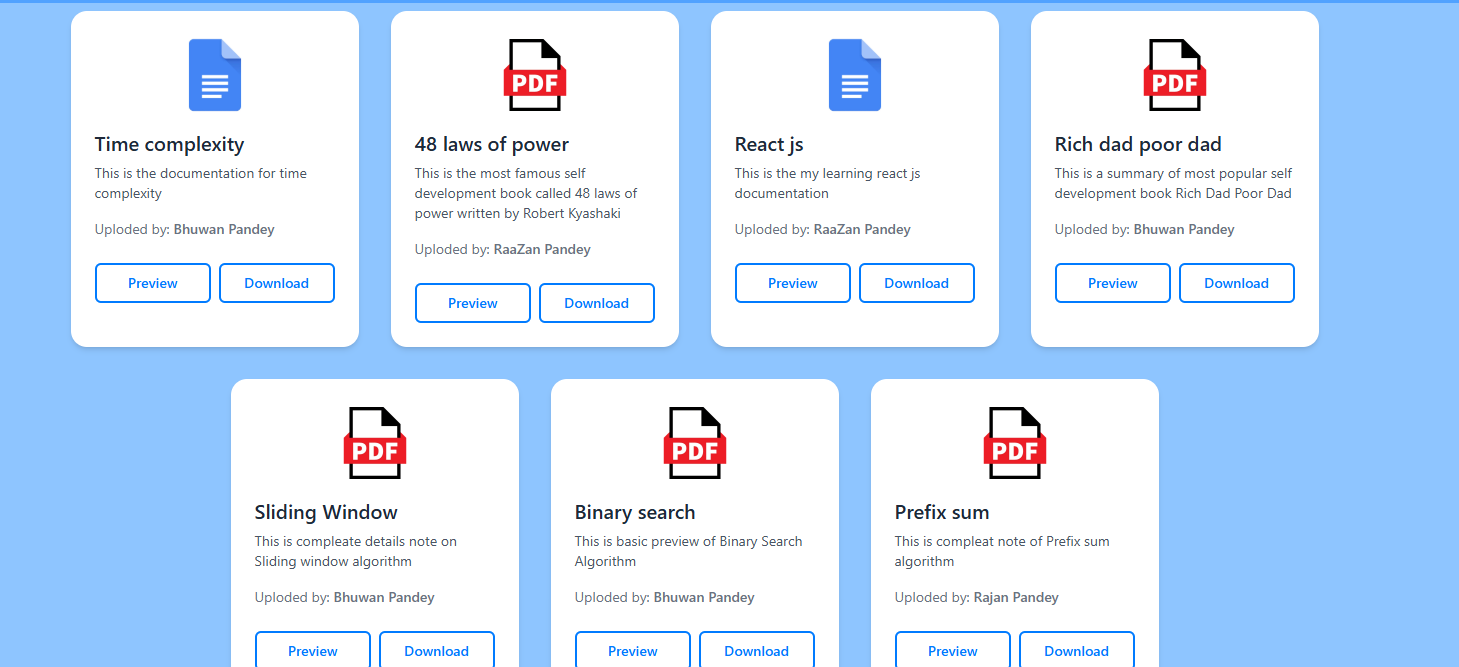 Time complexity
This is the documentation for time
complexity
Uploded by: Bhuwan Pandey
Preview
Download
PDF
48 laws of power
This is the most famous self
development book called 48 laws of
power written by Robert Kyashaki
Uploded by: RaaZan Pandey
Preview
Download
React js
This is the my learning react js
documentation
Uploded by: RaaZan Pandey
Preview
Download
PDF
Rich dad poor dad
This is a summary of most popular self
development book Rich Dad Poor Dad
Uploded by: Bhuwan Pandey
Preview
Download
PDF
Sliding Window
This is compleate details note on
Sliding window algorithm
Uploded by: Bhuwan Pandey
Preview
Download
PDF
Binary search
This is basic preview of Binary Search
Algorithm
Uploded by: Bhuwan Pandey
Preview
Download
PDF
Prefix sum
This is compleat note of Prefix sum
algorithm
Uploded by: Rajan Pandey
Preview
Download